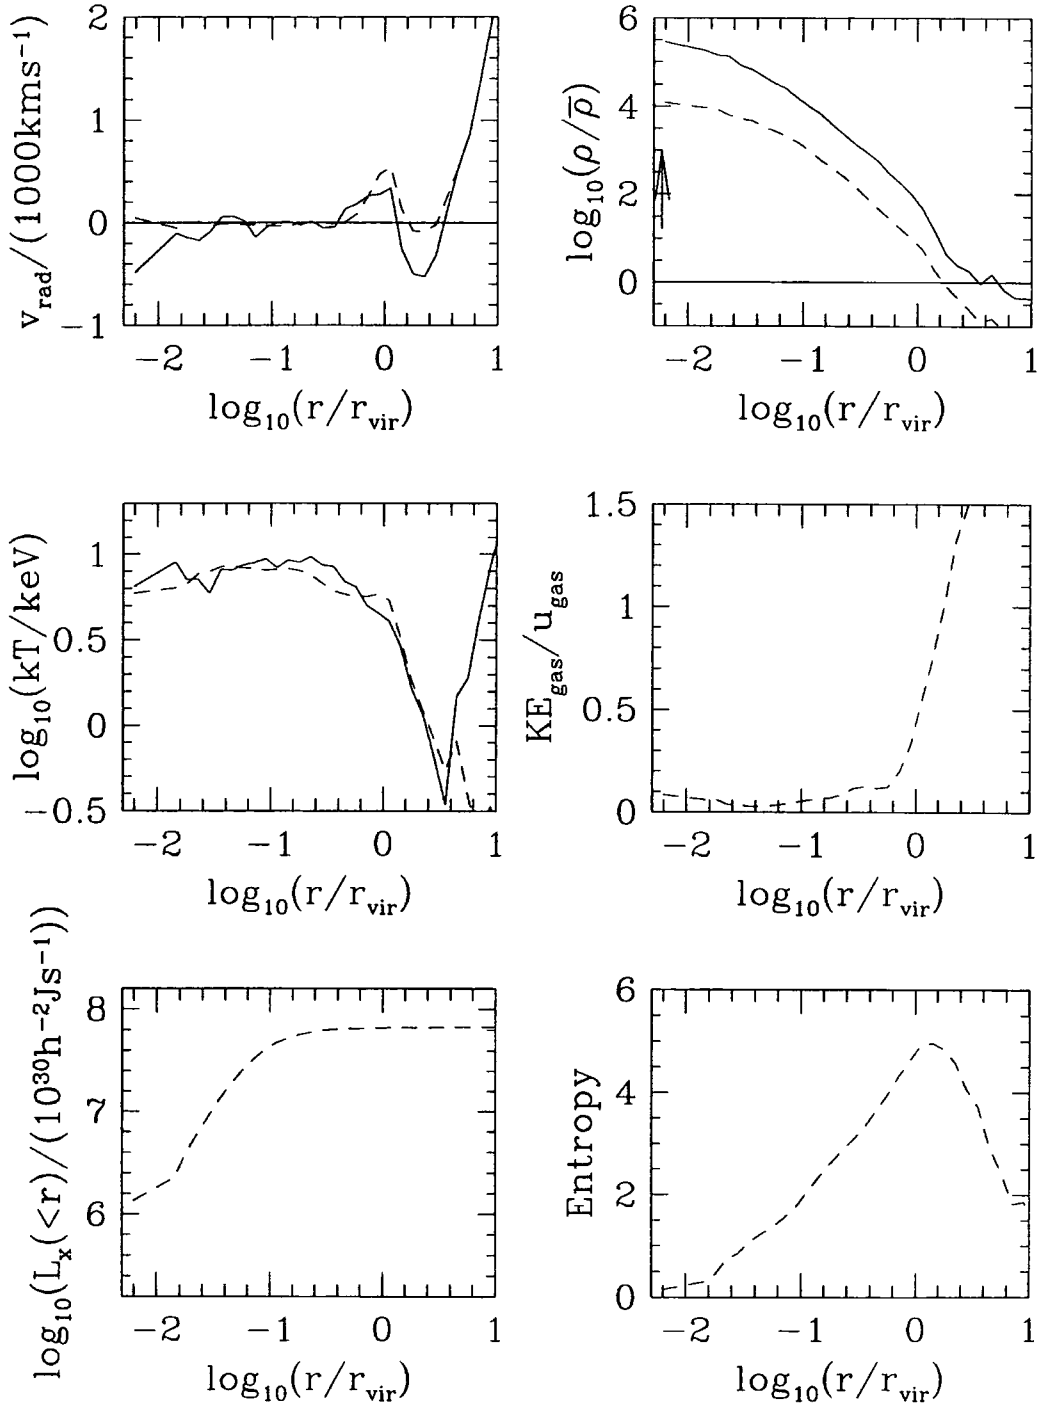 v_rad/(1000kms⁻¹)
2
1
0
−1
−2 −1 0 1
log₁₀(r/r_vir)
log₁₀(ρ/ρ̅)
6
4
2
0
−2 −1 0 1
log₁₀(r/r_vir)
log₁₀(kT/keV)
1
0.5
0
−0.5
−2 −1 0 1
log₁₀(r/r_vir)
KE_gas/u_gas
1.5
1
0.5
0
−2 −1 0 1
log₁₀(r/r_vir)
log₁₀(L_x(<r)/(10³⁰h⁻²Js⁻¹))
8
7
6
−2 −1 0 1
log₁₀(r/r_vir)
Entropy
6
4
2
0
−2 −1 0 1
log₁₀(r/r_vir)